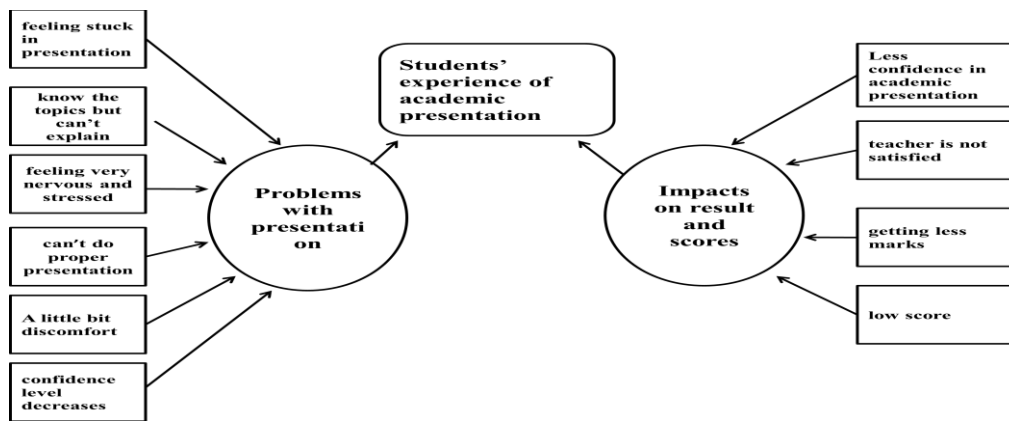 feeling stuck
in
presentation
know the
topics but
can't
explain
feeling very
nervous and
stressed
can't do
proper
presentation
A little bit
discomfort
confidence
level
decreases
Problems
with
presentati
on
Students'
experience of
academic
presentation
Impacts
on result
and
scores
Less
confidence in
academic
presentation
teacher is not
satisfied
getting less
marks
low score